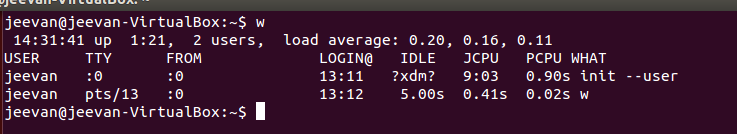 jeevan@jeevan-VirtualBox:~$ w
14:31:41 up  1:21,  2 users,  load average: 0.20, 0.16, 0.11
USER     TTY      FROM             LOGIN@   IDLE   JCPU   PCPU WHAT
jeevan   :0       :0               13:11   ?xdm?   9:03   0.90s init --user
jeevan   pts/13   :0               13:12    5.00s  0.41s  0.02s w
jeevan@jeevan-VirtualBox:~$